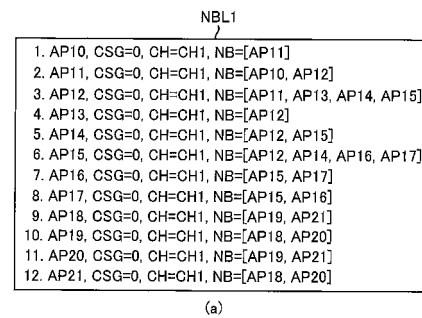 NBL1
1. AP10, CSG=0, CH=CH1, NB=[AP11]
2. AP11, CSG=0, CH=CH1, NB=[AP10, AP12]
3. AP12, CSG=0, CH=CH1, NB=[AP11, AP13, AP14, AP15]
4. AP13, CSG=0, CH=CH1, NB=[AP12]
5. AP14, CSG=0, CH=CH1, NB=[AP12, AP15]
6. AP15, CSG=0, CH=CH1, NB=[AP12, AP14, AP16, AP17]
7. AP16, CSG=0, CH=CH1, NB=[AP15, AP17]
8. AP17, CSG=0, CH=CH1, NB=[AP15, AP16]
9. AP18, CSG=0, CH=CH1, NB=[AP19, AP21]
10. AP19, CSG=0, CH=CH1, NB=[AP18, AP20]
11. AP20, CSG=0, CH=CH1, NB=[AP19, AP21]
12. AP21, CSG=0, CH=CH1, NB=[AP18, AP20]
(a)